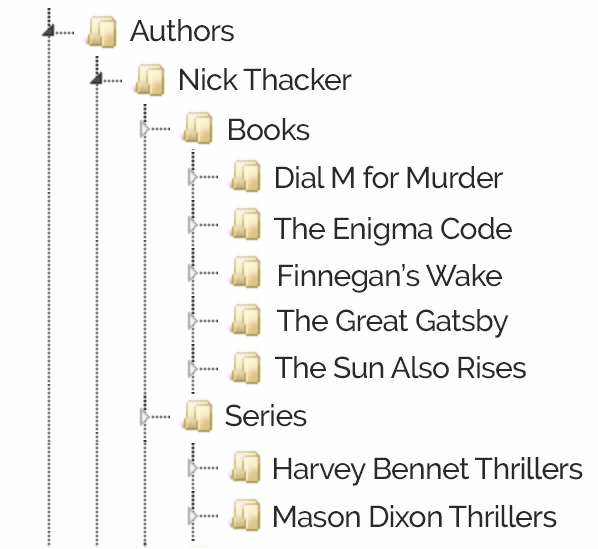 Authors
Nick Thacker
Books
Dial M for Murder
The Enigma Code
Finnegan's Wake
The Great Gatsby
The Sun Also Rises
Series
Harvey Bennet Thrillers
Mason Dixon Thrillers